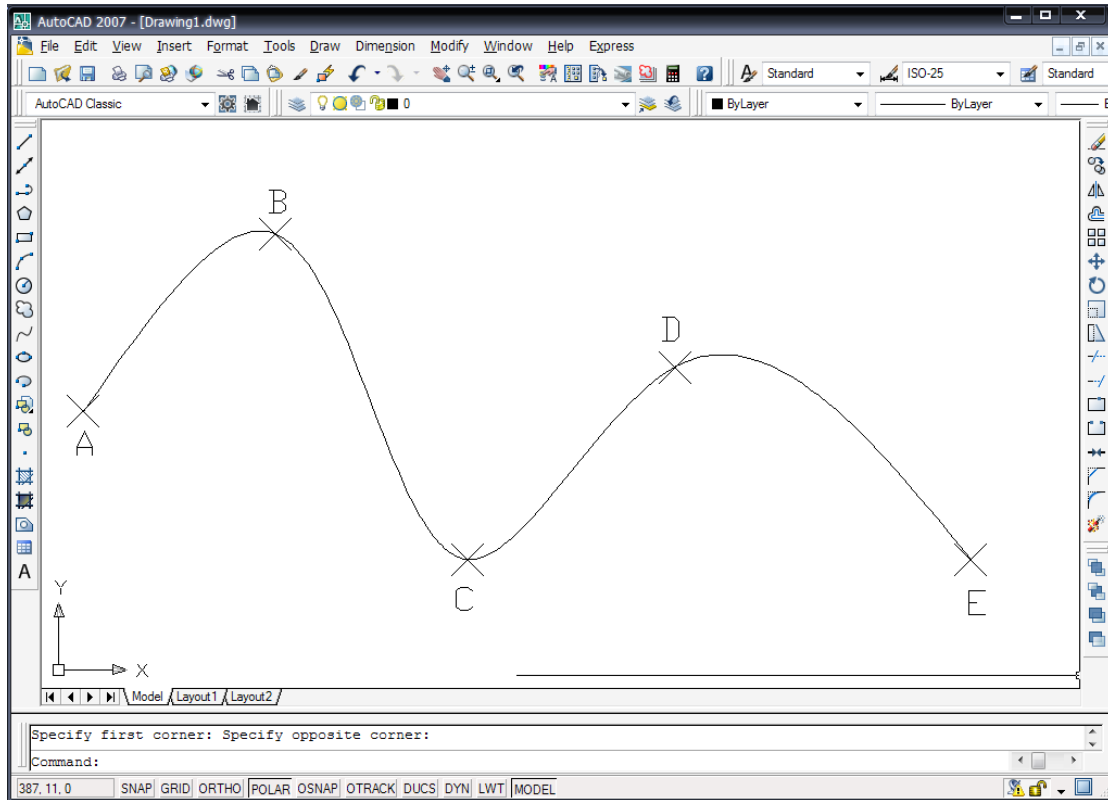 AutoCAD 2007 - [Drawing1.dwg]
File Edit View Insert Format Tools Draw Dimension Modify Window Help Express
Standard ISO-25 Standard
AutoCAD Classic 0 ByLayer ByLayer
B
D
A
C
E
Y
X
A
Model Layout1 Layout2
Specify first corner: Specify opposite corner:
Command:
387, 11, 0 SNAP GRID ORTHO POLAR OSNAP OTRACK DUCS DYN LWT MODEL